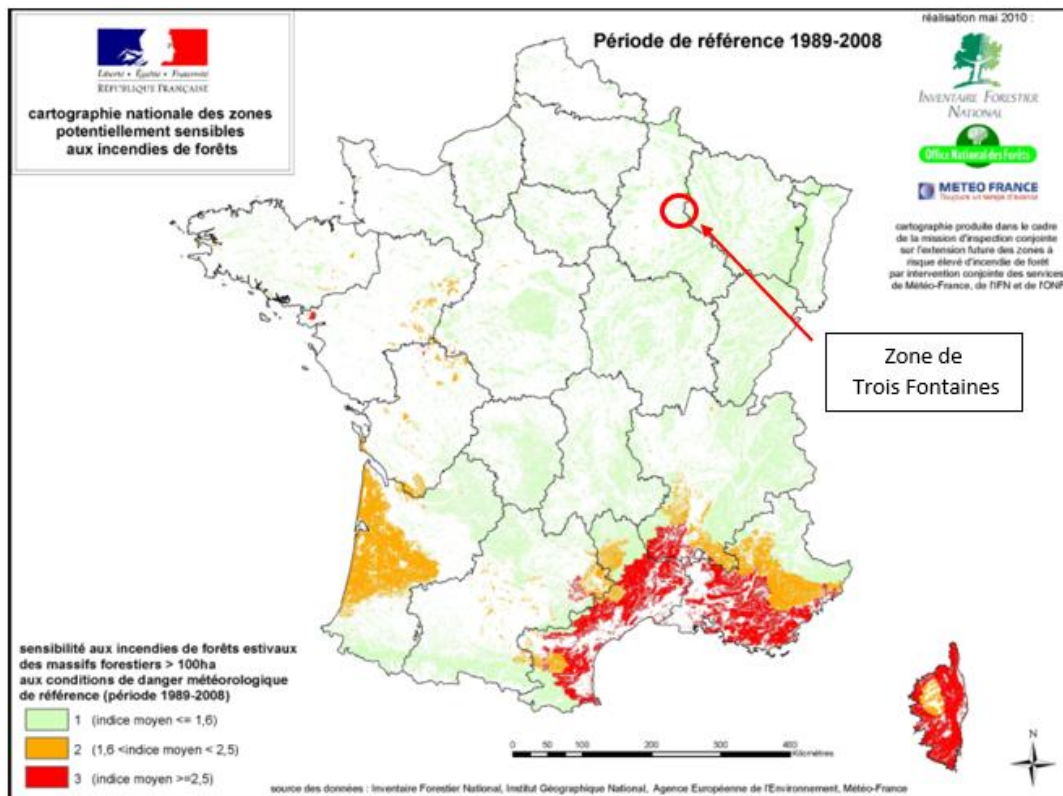 Liberté • Égalité • Fraternité
RÉPUBLIQUE FRANÇAISE
cartographie nationale des zones
potentiellement sensibles
aux incendies de forêts
Période de référence 1989-2008
réalisation mai 2010 :
INVENTAIRE FORESTIER
NATIONAL
Office National des Forêts
METEO FRANCE
Toujours un temps d'avance
cartographie produite dans le cadre
de la mission d'inspection conjointe
sur l'extension future des zones à
risque élevé d'incendie de forêt
par intervention conjointe des services
de Météo-France, de l'IFN et de l'ONF
Zone de
Trois Fontaines
sensibilité aux incendies de forêts estivaux
des massifs forestiers > 100ha
aux conditions de danger météorologique
de référence (période 1989-2008)
1 (indice moyen <= 1,6)
2 (1,6 <indice moyen < 2,5)
3 (indice moyen >=2,5)
0 50 100 200 300 400
Kilomètres
N
source des données : Inventaire Forestier National, Institut Géographique National, Agence Européenne de l'Environnement, Météo-France